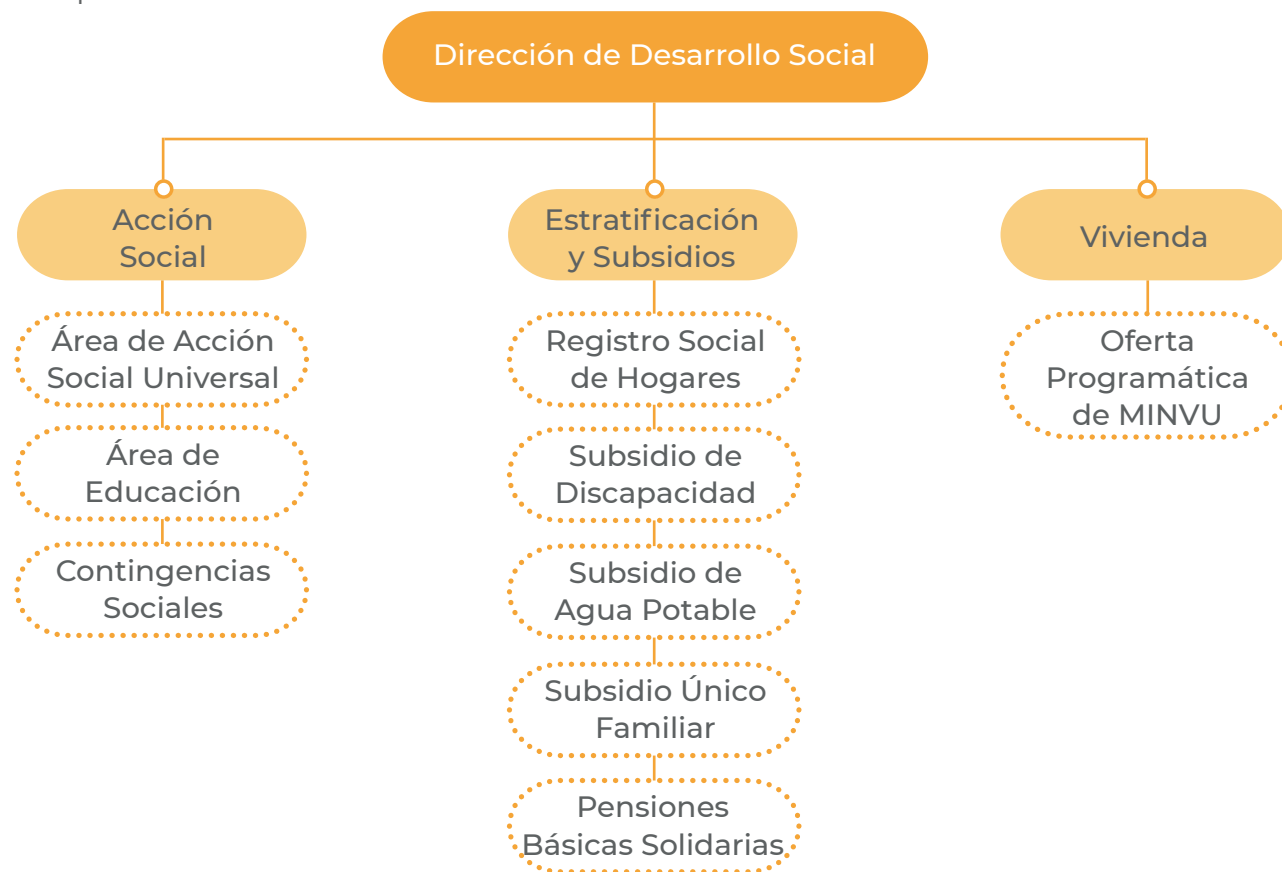 Dirección de Desarrollo Social
Acción
Social
Área de Acción
Social Universal
Área de
Educación
Contingencias
Sociales
Estratificación
y Subsidios
Registro Social
de Hogares
Subsidio de
Discapacidad
Subsidio de
Agua Potable
Subsidio Único
Familiar
Pensiones
Básicas Solidarias
Vivienda
Oferta
Programática
de MINVU